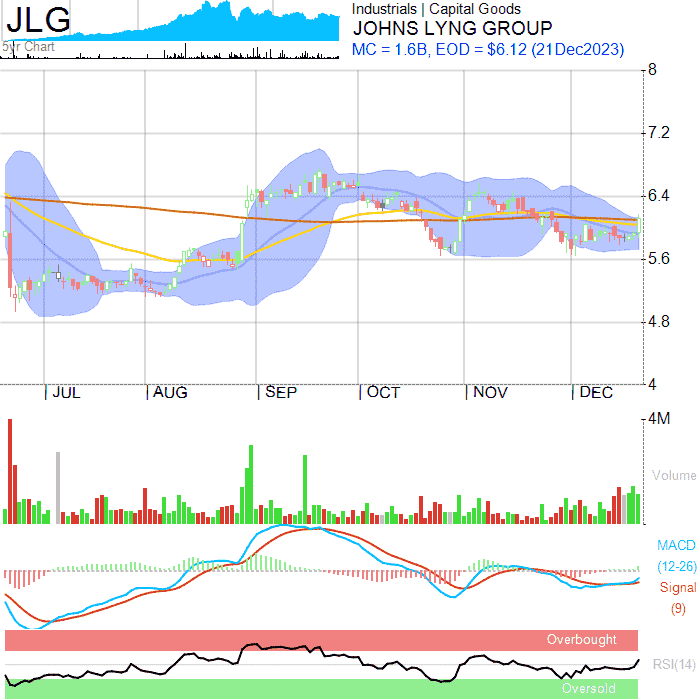 JLG
5yr Chart
Industrials | Capital Goods
JOHNS LYNG GROUP
MC = 1.6B, EOD = $6.12 (21Dec2023)
8
7.2
6.4
5.6
4.8
4
JUL AUG SEP OCT NOV DEC
4M
Volume
MACD
(12-26)
Signal
(9)
Overbought
RSI(14)
Oversold